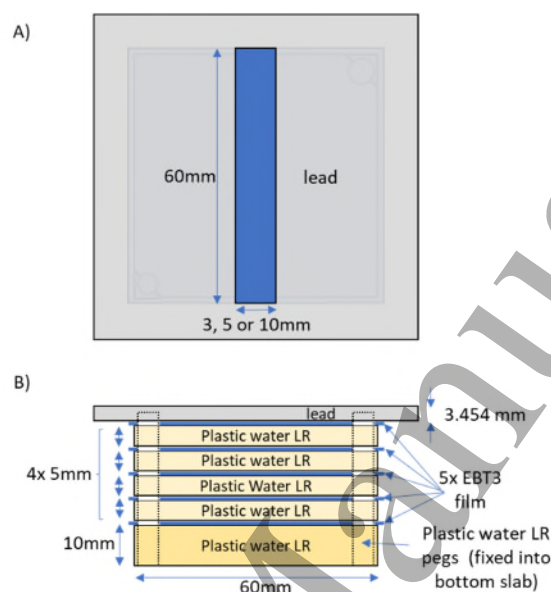 A)
60mm
lead
3, 5 or 10mm
B)
lead
3.454 mm
Plastic water LR
Plastic water LR
4x 5mm
5x EBT3
film
Plastic Water LR
Plastic water LR
10mm
Plastic water LR
Plastic water LR
pegs (fixed into
bottom slab)
60mm